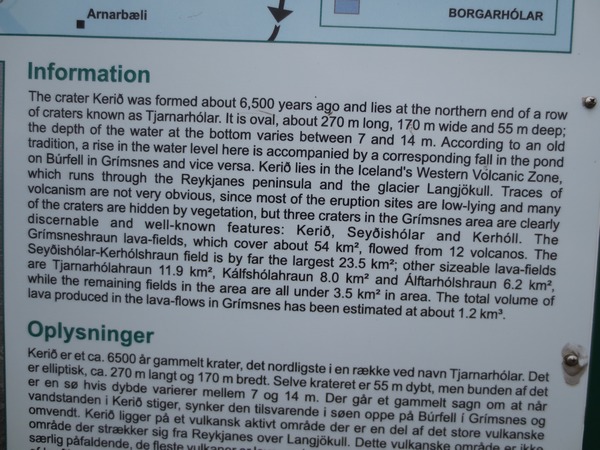 Arnarbæli
BORGARHÓLAR
Information
The crater Kerið was formed about 6,500 years ago and lies at the northern end of a row
of craters known as Tjarnarhólar. It is oval, about 270 m long, 170 m wide and 55 m deep;
the depth of the water at the bottom varies between 7 and 14 m. According to an old
tradition, a rise in the water level here is accompanied by a corresponding fall in the pond
on Búrfell in Grímsnes and vice versa. Kerið lies in the Iceland's Western Volcanic Zone,
which runs through the Reykjanes peninsula and the glacier Langjökull. Traces of
volcanism are not very obvious, since most of the eruption sites are low-lying and many
of the craters are hidden by vegetation, but three craters in the Grímsnes area are clearly
discernable and well-known features: Kerið, Seyðishólar and Kerhóll. The
Grímsneshraun lava-fields, which cover about 54 km², flowed from 12 volcanos. The
Seyðishólar-Kerhólshraun field is by far the largest 23.5 km²; other sizeable lava-fields
are Tjarnarhólahraun 11.9 km², Kálfshólahraun 8.0 km² and Álftarhólshraun 6.2 km²,
while the remaining fields in the area are all under 3.5 km² in area. The total volume of
lava produced in the lava-flows in Grímsnes has been estimated at about 1.2 km³.
Oplysninger
Kerið er et ca. 6500 år gammelt krater, det nordligste i en række ved navn Tjarnarhólar. Det
er elliptisk, ca. 270 m langt og 170 m bredt. Selve krateret er 55 m dybt, men bunden af det
er en sø hvis dybde varierer mellem 7 og 14 m. Der går et gammelt sagn om at når
vandstanden i Kerið stiger, synker den tilsvarende i søen oppe på Búrfell í Grímsnes og
omvendt. Kerið ligger på et vulkansk aktivt område der er en del af det store vulkanske
område der strækker sig fra Reykjanes over Langjökull. Dette vulkanske område er ikke
særlig påfaldende, de fleste vulkaner